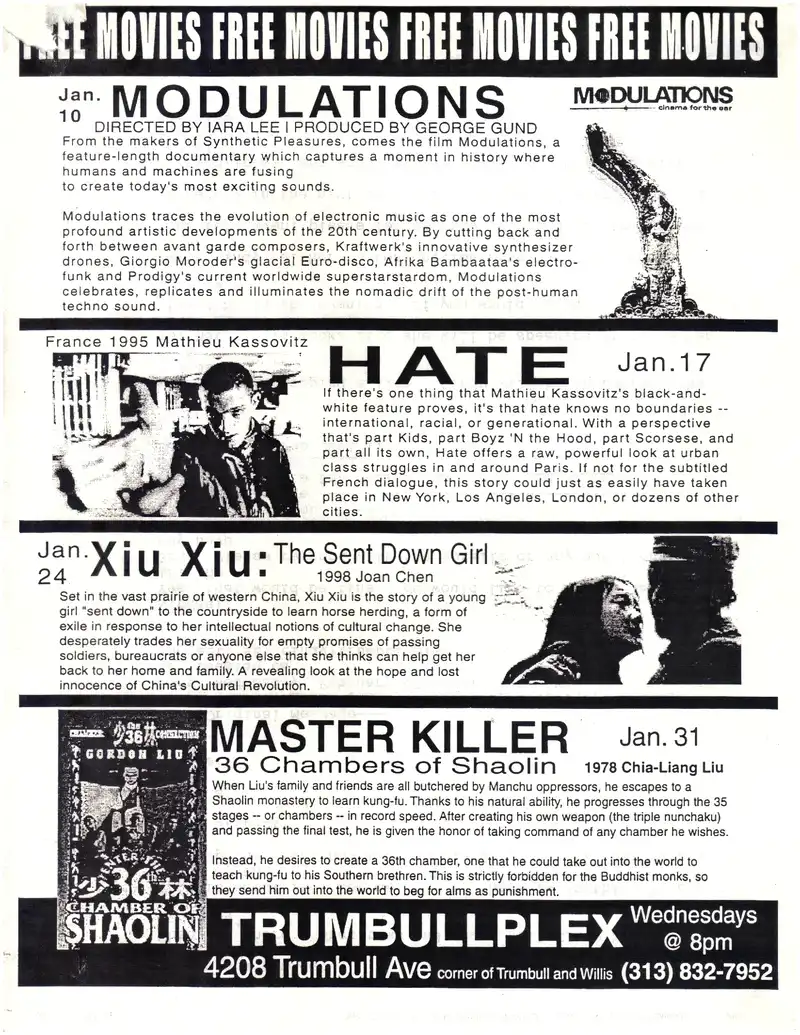 FREE MOVIES FREE MOVIES FREE MOVIES FREE MOVIES
Jan.
10
MODULATIONS
DIRECTED BY IARA LEE I PRODUCED BY GEORGE GUND
From the makers of Synthetic Pleasures, comes the film Modulations, a
feature-length documentary which captures a moment in history where
humans and machines are fusing
to create today's most exciting sounds.
Modulations traces the evolution of electronic music as one of the most
profound artistic developments of the 20th century. By cutting back and
forth between avant garde composers, Kraftwerk's innovative synthesizer
drones, Giorgio Moroder's glacial Euro-disco, Afrika Bambaataa's electro-
funk and Prodigy's current worldwide superstarstardom, Modulations
celebrates, replicates and illuminates the nomadic drift of the post-human
techno sound.
MODULATIONS
cinema for the ear
France 1995 Mathieu Kassovitz
HATE
Jan.17
If there's one thing that Mathieu Kassovitz's black-and-
white feature proves, it's that hate knows no boundaries --
international, racial, or generational. With a perspective
that's part Kids, part Boyz 'N the Hood, part Scorsese, and
part all its own, Hate offers a raw, powerful look at urban
class struggles in and around Paris. If not for the subtitled
French dialogue, this story could just as easily have taken
place in New York, Los Angeles, London, or dozens of other
cities.
Jan.
24
Xiu Xiu: The Sent Down Girl
1998 Joan Chen
Set in the vast prairie of western China, Xiu Xiu is the story of a young
girl "sent down" to the countryside to learn horse herding, a form of
exile in response to her intellectual notions of cultural change. She
desperately trades her sexuality for empty promises of passing
soldiers, bureaucrats or anyone else that she thinks can help get her
back to her home and family. A revealing look at the hope and lost
innocence of China's Cultural Revolution.
CHAMBER 36 CONNECTION
GORDON LIU
ENTER THE
少 36th 林
CHAMBER OF
SHAOLIN
MASTER KILLER
Jan. 31
36 Chambers of Shaolin
1978 Chia-Liang Liu
When Liu's family and friends are all butchered by Manchu oppressors, he escapes to a
Shaolin monastery to learn kung-fu. Thanks to his natural ability, he progresses through the 35
stages -- or chambers -- in record speed. After creating his own weapon (the triple nunchaku)
and passing the final test, he is given the honor of taking command of any chamber he wishes.
Instead, he desires to create a 36th chamber, one that he could take out into the world to
teach kung-fu to his Southern brethren. This is strictly forbidden for the Buddhist monks, so
they send him out into the world to beg for alms as punishment.
TRUMBULLPLEX
Wednesdays
@ 8pm
4208 Trumbull Ave corner of Trumbull and Willis (313) 832-7952